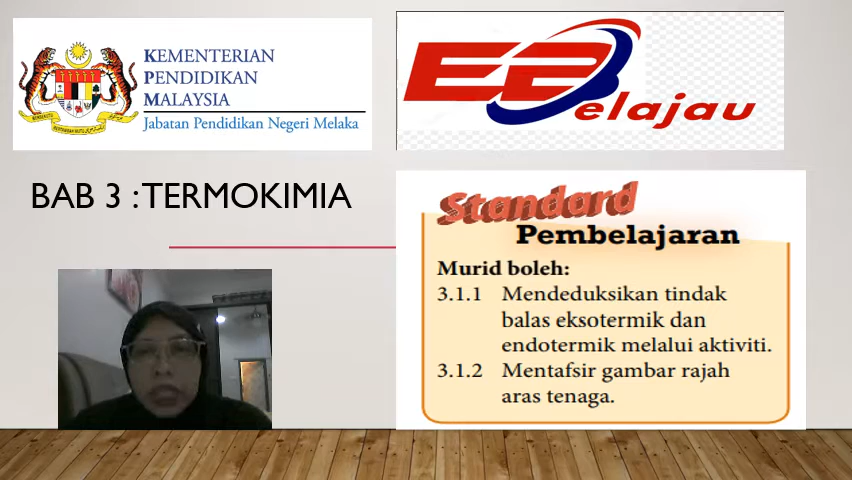 KEMENTERIAN
PENDIDIKAN
MALAYSIA
Jabatan Pendidikan Negeri Melaka
EB
elajau
BAB 3 : TERMOKIMIA
Standard
Pembelajaran
Murid boleh:
3.1.1 Mendeduksikan tindak
balas eksotermik dan
endotermik melalui aktiviti.
3.1.2 Mentafsir gambar rajah
aras tenaga.